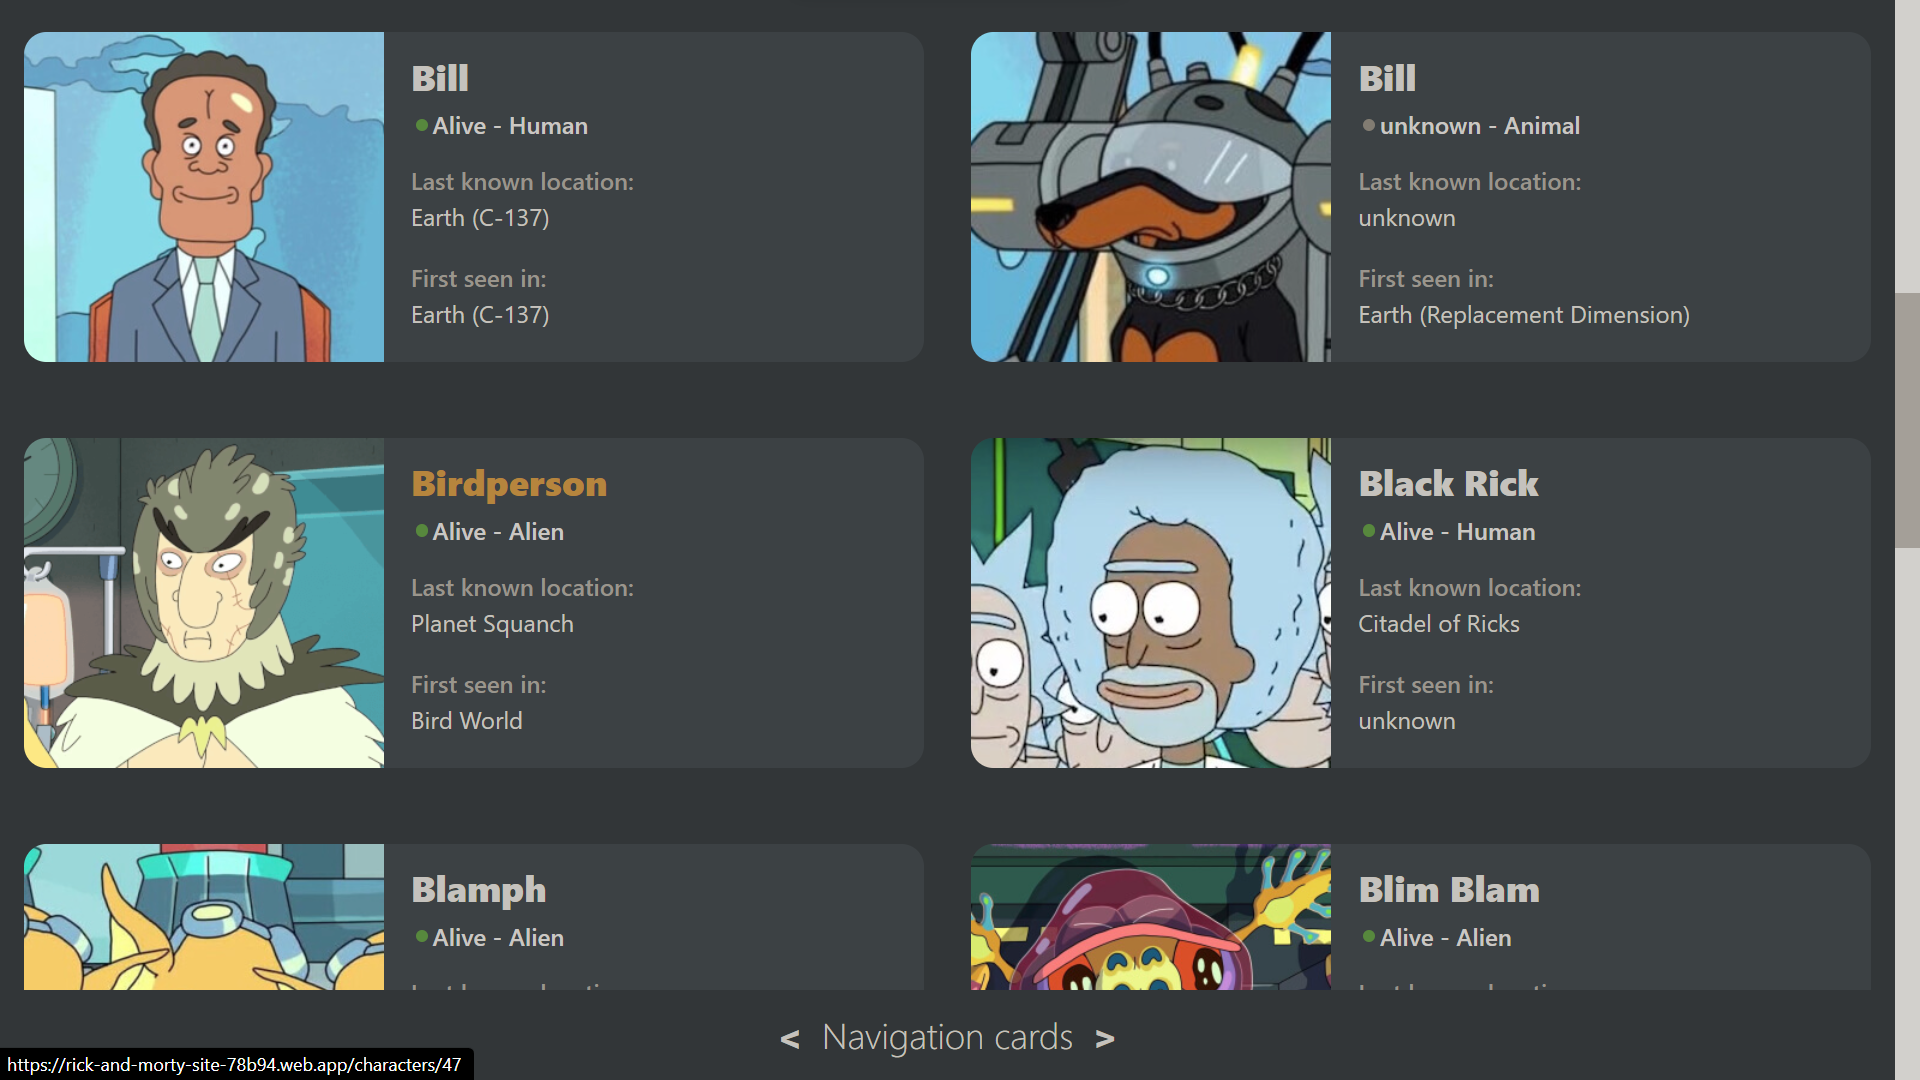 Bill
Alive - Human
Last known location:
Earth (C-137)
First seen in:
Earth (C-137)
Bill
unknown - Animal
Last known location:
unknown
First seen in:
Earth (Replacement Dimension)
Birdperson
Alive - Alien
Last known location:
Planet Squanch
First seen in:
Bird World
Black Rick
Alive - Human
Last known location:
Citadel of Ricks
First seen in:
unknown
Blamph
Alive - Alien
Blim Blam
Alive - Alien
< Navigation cards >
https://rick-and-morty-site-78b94.web.app/characters/47